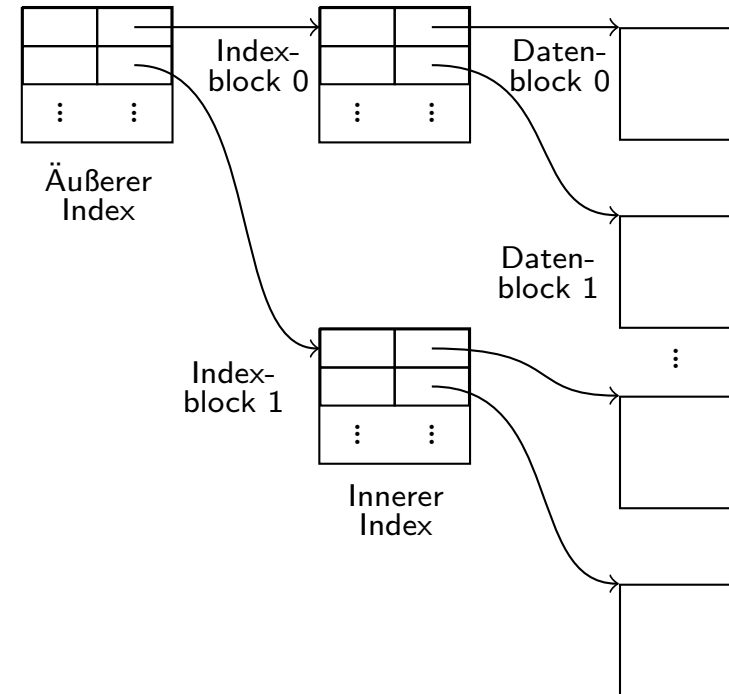 Index-
block 0
Daten-
block 0
Äußerer
Index
Daten-
block 1
Index-
block 1
Innerer
Index